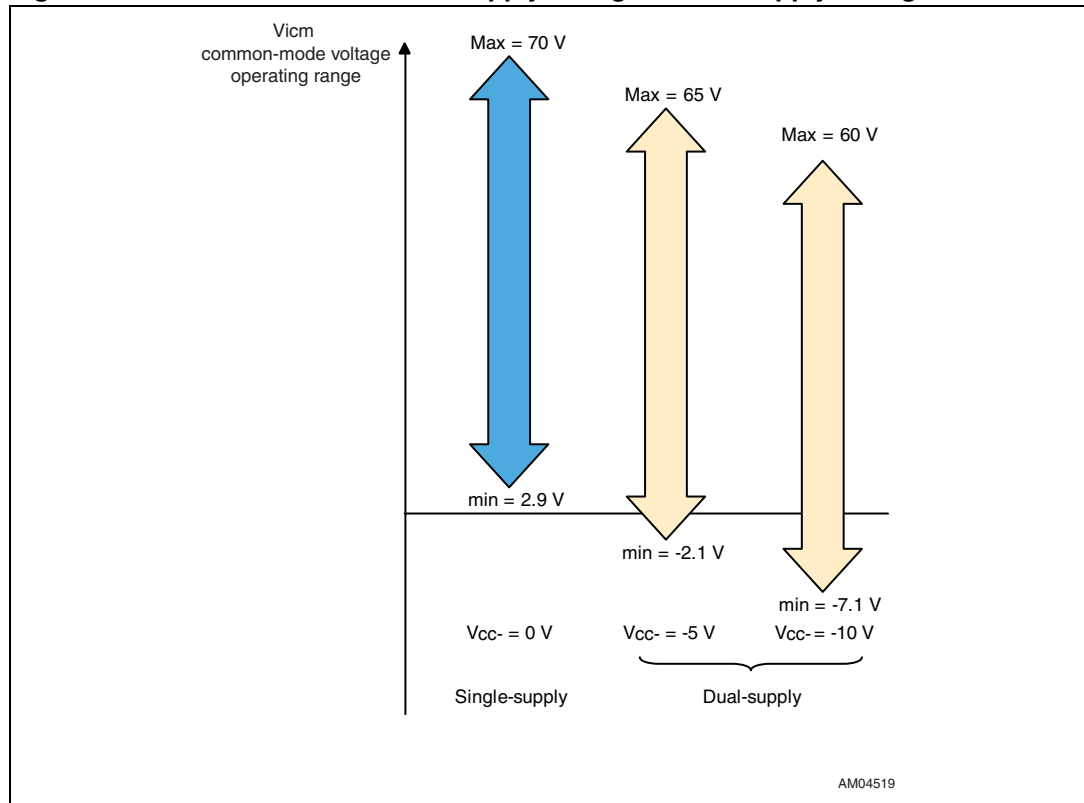 Vicm
common-mode voltage
operating range
Max = 70 V
Max = 65 V
Max = 60 V
min = 2.9 V
min = -2.1 V
min = -7.1 V
Vcc- = 0 V
Vcc- = -5 V
Vcc- = -10 V
Single-supply
Dual-supply
AM04519